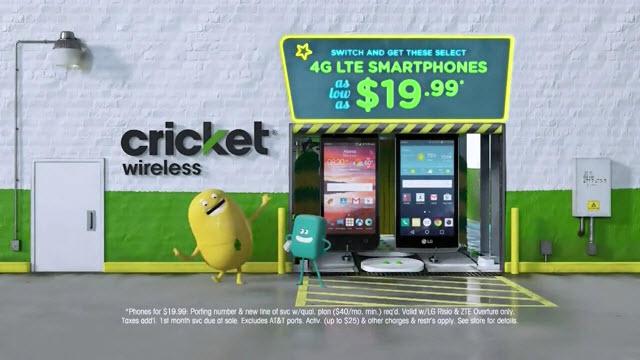 SWITCH AND GET THESE SELECT
4G LTE SMARTPHONES
as low as $19.99*
cricket
wireless
LG
*Phones for $19.99: Porting number & new line of svc w/qual. plan ($40/mo. min.) req'd. Valid w/LG Risio & ZTE Overture only.
Taxes add'l. 1st month svc due at sale. Excludes AT&T ports. Activ. (up to $25) & other charges & restr's apply. See store for details.